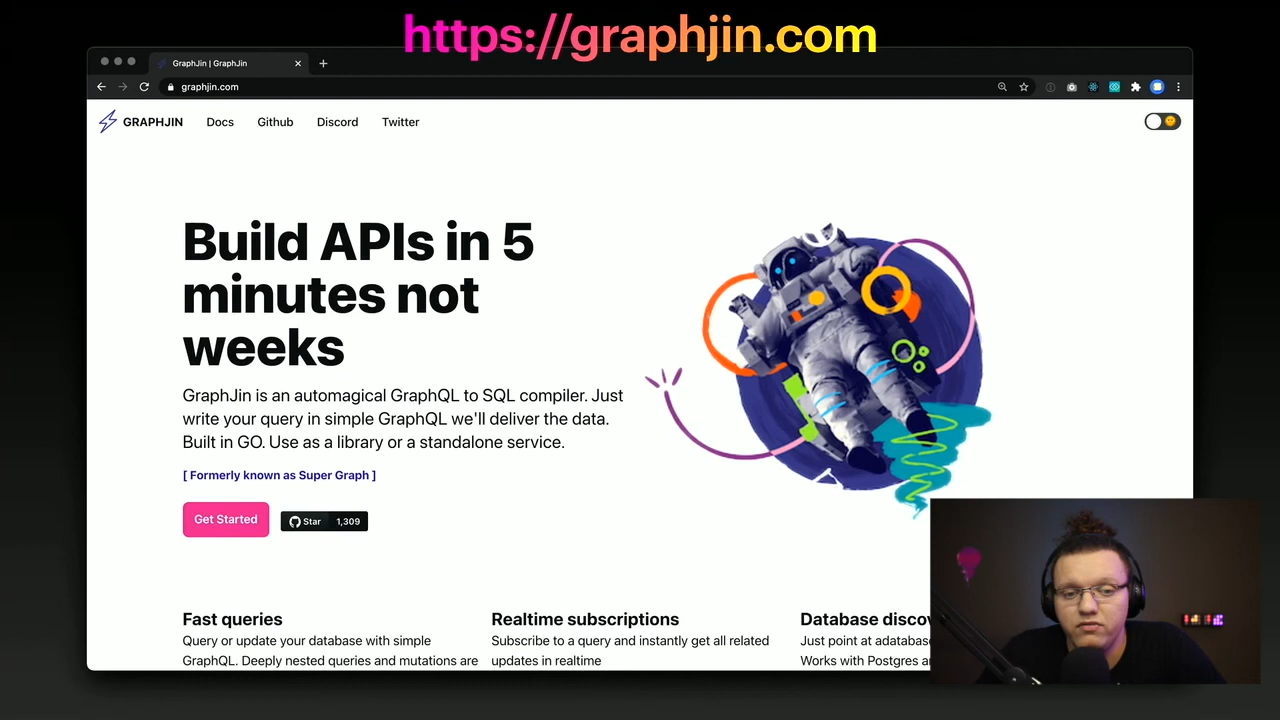 https://graphjin.com
GraphJin | GraphJin
graphjin.com
GRAPHJIN Docs Github Discord Twitter
Build APIs in 5
minutes not
weeks
GraphJin is an automagical GraphQL to SQL compiler. Just
write your query in simple GraphQL we'll deliver the data.
Built in GO. Use as a library or a standalone service.
[ Formerly known as Super Graph ]
Get Started
Star 1,309
Fast queries
Query or update your database with simple
GraphQL. Deeply nested queries and mutations are
Realtime subscriptions
Subscribe to a query and instantly get all related
updates in realtime
Database disco
Just point at adatabase
Works with Postgres